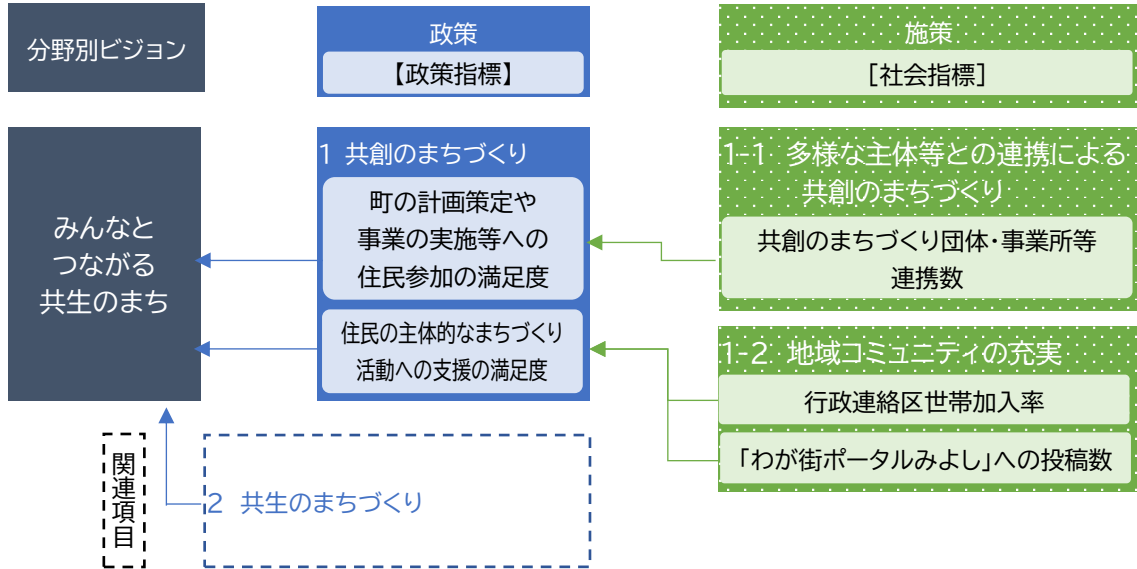 分野別ビジョン
政策
【政策指標】
施策
[社会指標]
みんなと
つながる
共生のまち
1 共創のまちづくり
町の計画策定や
事業の実施等への
住民参加の満足度
住民の主体的なまちづくり
活動への支援の満足度
1-1 多様な主体等との連携による
共創のまちづくり
共創のまちづくり団体・事業所等
連携数
1-2 地域コミュニティの充実
行政連絡区世帯加入率
「わが街ポータルみよし」への投稿数
関連項目
2 共生のまちづくり